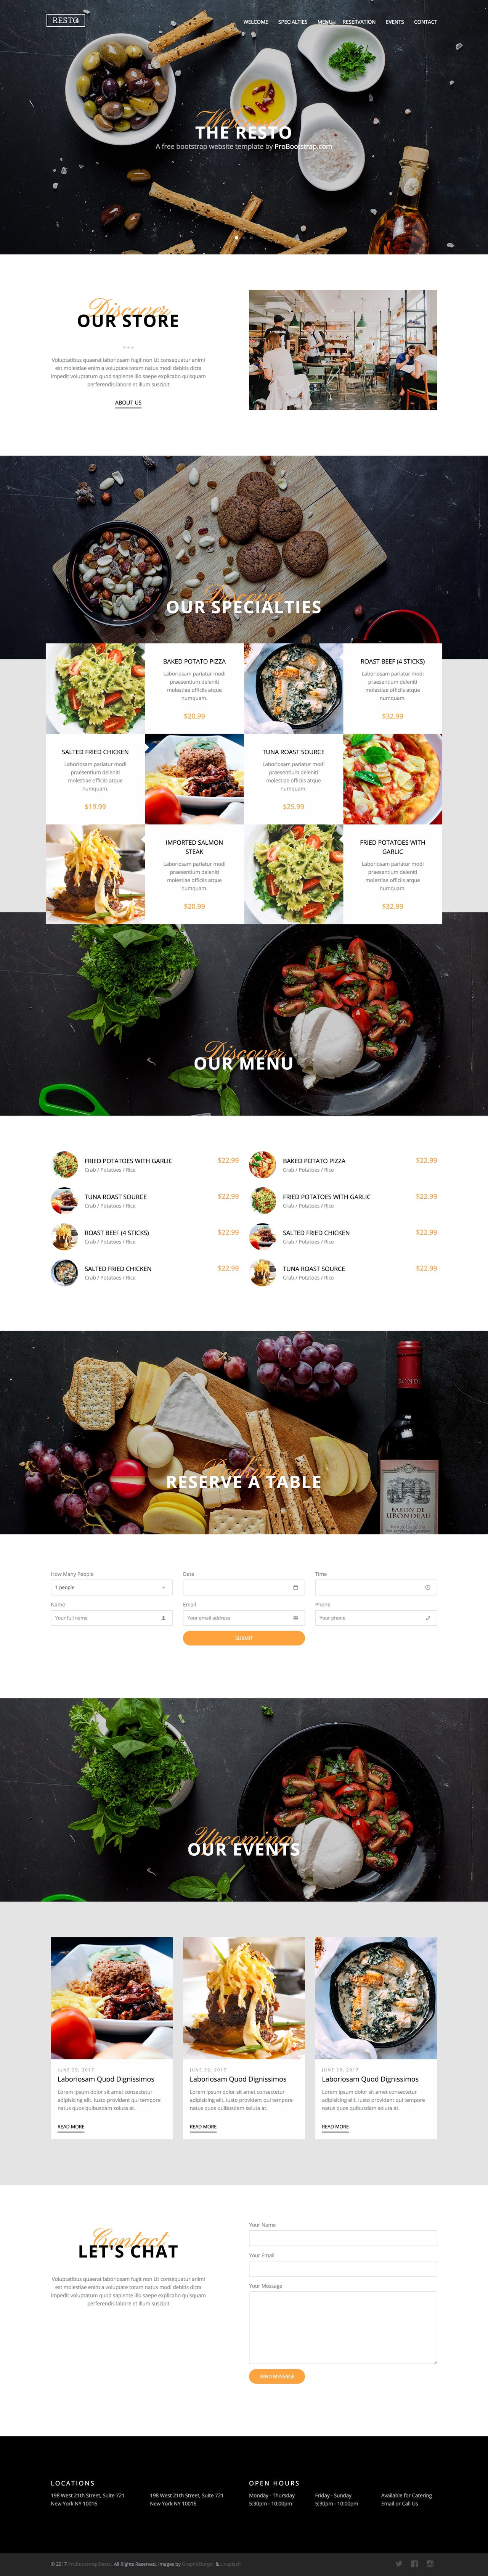 RESTO
WELCOME SPECIALTIES MENU RESERVATION EVENTS CONTACT
Welcome
THE RESTO
A free bootstrap website template by ProBootstrap.com
Discover
OUR STORE
Voluptatibus quaerat laboriosam fugit non Ut consequatur animi
est molestiae enim a voluptate totam natus modi debitis dicta
impedit voluptatum quod sapiente illo saepe explicabo quisquam
perferendis labore et illum suscipit
ABOUT US
Discover
OUR SPECIALTIES
BAKED POTATO PIZZA
Laboriosam pariatur modi
praesentium deleniti
molestiae officiis atque
numquam.
$20.99
ROAST BEEF (4 STICKS)
Laboriosam pariatur modi
praesentium deleniti
molestiae officiis atque
numquam.
$32.99
SALTED FRIED CHICKEN
Laboriosam pariatur modi
praesentium deleniti
molestiae officiis atque
numquam.
$19.99
TUNA ROAST SOURCE
Laboriosam pariatur modi
praesentium deleniti
molestiae officiis atque
numquam.
$25.99
IMPORTED SALMON
STEAK
Laboriosam pariatur modi
praesentium deleniti
molestiae officiis atque
numquam.
$20.99
FRIED POTATOES WITH
GARLIC
Laboriosam pariatur modi
praesentium deleniti
molestiae officiis atque
numquam.
$32.99
Discover
OUR MENU
FRIED POTATOES WITH GARLIC $22.99
Crab / Potatoes / Rice
TUNA ROAST SOURCE $22.99
Crab / Potatoes / Rice
ROAST BEEF (4 STICKS) $22.99
Crab / Potatoes / Rice
SALTED FRIED CHICKEN $22.99
Crab / Potatoes / Rice
BAKED POTATO PIZZA $22.99
Crab / Potatoes / Rice
FRIED POTATOES WITH GARLIC $22.99
Crab / Potatoes / Rice
SALTED FRIED CHICKEN $22.99
Crab / Potatoes / Rice
TUNA ROAST SOURCE $22.99
Crab / Potatoes / Rice
RESERVE A TABLE
BARON DE
LIRONDEAU
How Many People
1 people
Date
Time
Name
Your full name
Email
Your email address
Phone
Your phone
SUBMIT
Upcoming
OUR EVENTS
JUNE 29, 2017
Laboriosam Quod Dignissimos
Lorem ipsum dolor sit amet consectetur
adipisicing elit. Iusto provident qui tempore
natus quos quibusdam soluta at.
READ MORE
JUNE 29, 2017
Laboriosam Quod Dignissimos
Lorem ipsum dolor sit amet consectetur
adipisicing elit. Iusto provident qui tempore
natus quos quibusdam soluta at.
READ MORE
JUNE 29, 2017
Laboriosam Quod Dignissimos
Lorem ipsum dolor sit amet consectetur
adipisicing elit. Iusto provident qui tempore
natus quos quibusdam soluta at.
READ MORE
Contact
LET'S CHAT
Voluptatibus quaerat laboriosam fugit non Ut consequatur animi
est molestiae enim a voluptate totam natus modi debitis dicta
impedit voluptatum quod sapiente illo saepe explicabo quisquam
perferendis labore et illum suscipit
Your Name
Your Email
Your Message
SEND MESSAGE
LOCATIONS
198 West 21th Street, Suite 721
New York NY 10016
198 West 21th Street, Suite 721
New York NY 10016
OPEN HOURS
Monday - Thursday
5:30pm - 10:00pm
Friday - Sunday
5:30pm - 10:00pm
Available for Catering
Email or Call Us
© 2017 ProBootstrap:Resto. All Rights Reserved. Images by GraphicBurger & Unsplash